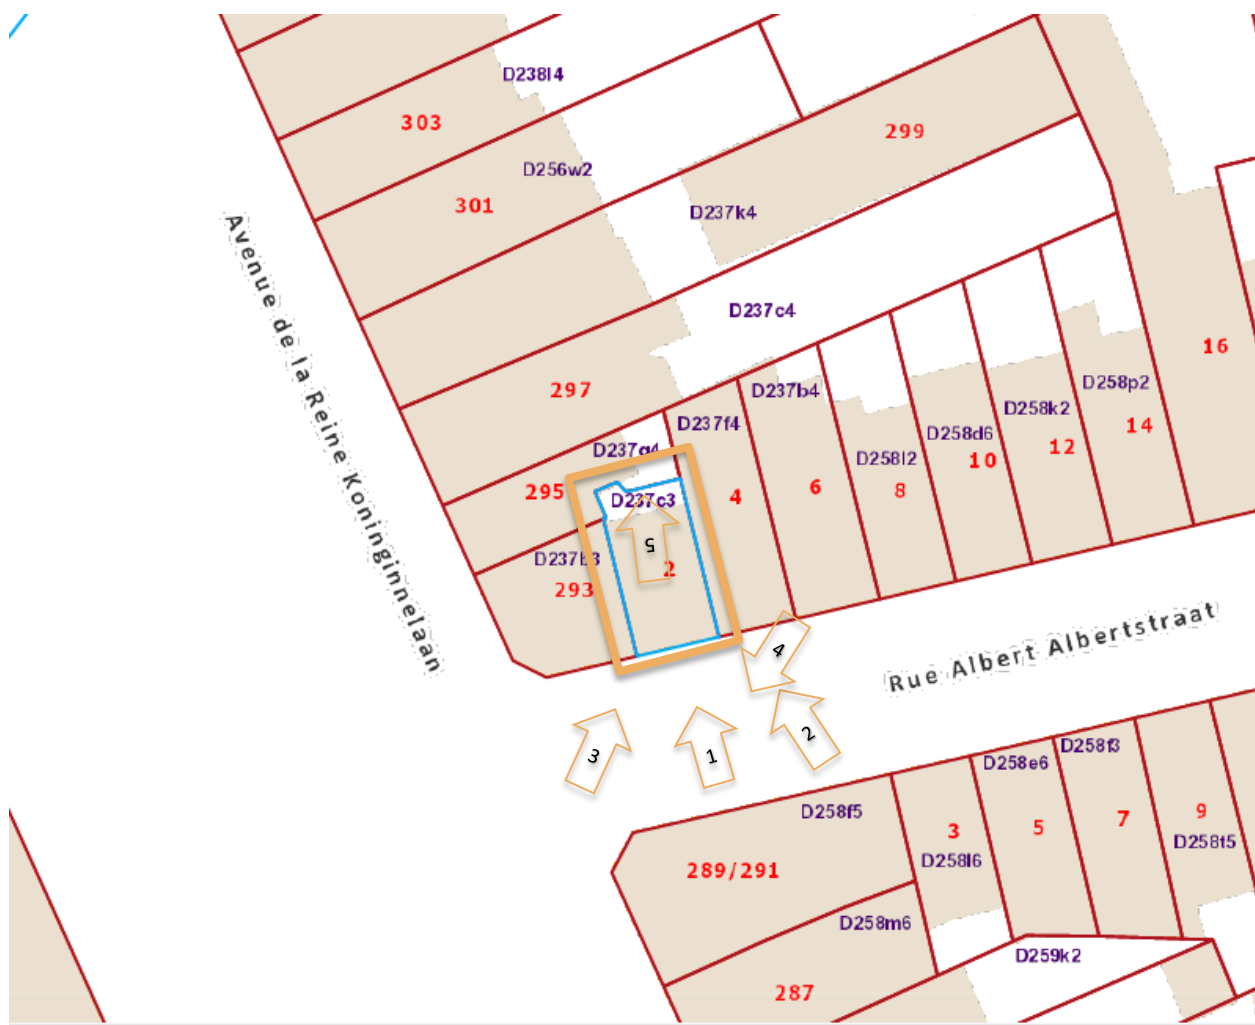 D238l4
303
299
D256w2
301
D237k4
Avenue de la Reine Koninginnelaan
D237c4
16
297
D237b4
D258p2
D237f4
D258k2
14
D258d6
12
D237g4
D258l2
10
295
4
6
8
D237c3
5
D237b3
2
293
Rue Albert Albertstraat
4
3
1
2
D258f3
D258e6
D258f5
9
7
3
5
D258t5
D258l6
289/291
D258m6
D259k2
287